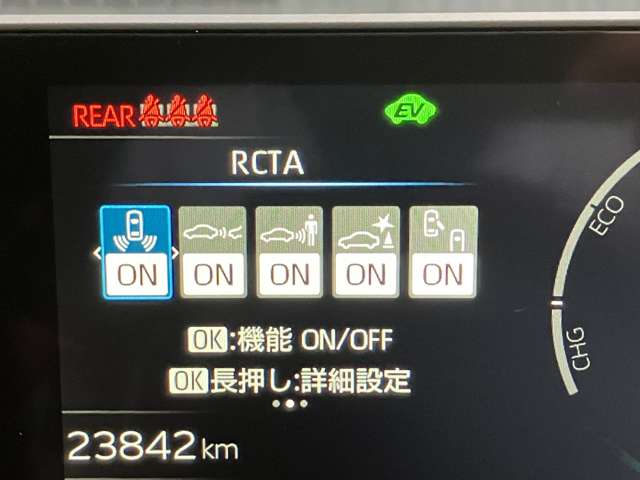 REAR EV
RCTA
ON ON ON ON ON
OK:機能 ON/OFF
OK長押し:詳細設定
23842km
ECO
CHG